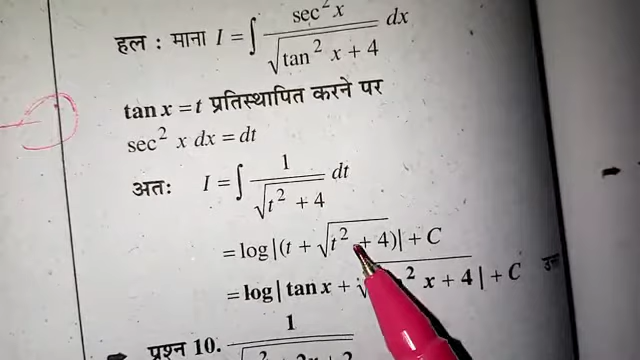 हल : माना I = ∫ sec² x / √(tan² x + 4) dx
tan x = t प्रतिस्थापित करने पर
sec² x dx = dt
अतः I = ∫ 1 / √(t² + 4) dt
= log |(t + √(t² + 4)| + C
= log | tan x + √ ² x + 4 | + C
प्रश्न 10. 1